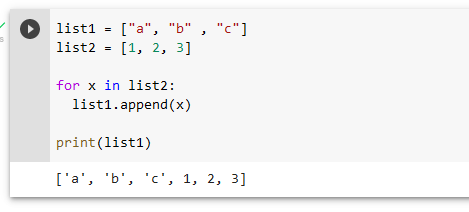 list1 = ["a", "b" , "c"]
list2 = [1, 2, 3]
for x in list2:
  list1.append(x)
print(list1)
['a', 'b', 'c', 1, 2, 3]